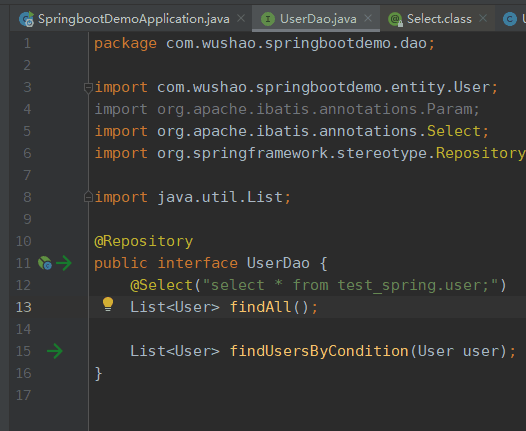 SpringbootDemoApplication.java UserDao.java Select.class
1 package com.wushao.springbootdemo.dao;
2
3 import com.wushao.springbootdemo.entity.User;
4 import org.apache.ibatis.annotations.Param;
5 import org.apache.ibatis.annotations.Select;
6 import org.springframework.stereotype.Repository
7
8 import java.util.List;
9
10 @Repository
11 public interface UserDao {
12 @Select("select * from test_spring.user;")
13 List<User> findAll();
14
15 List<User> findUsersByCondition(User user);
16 }
17